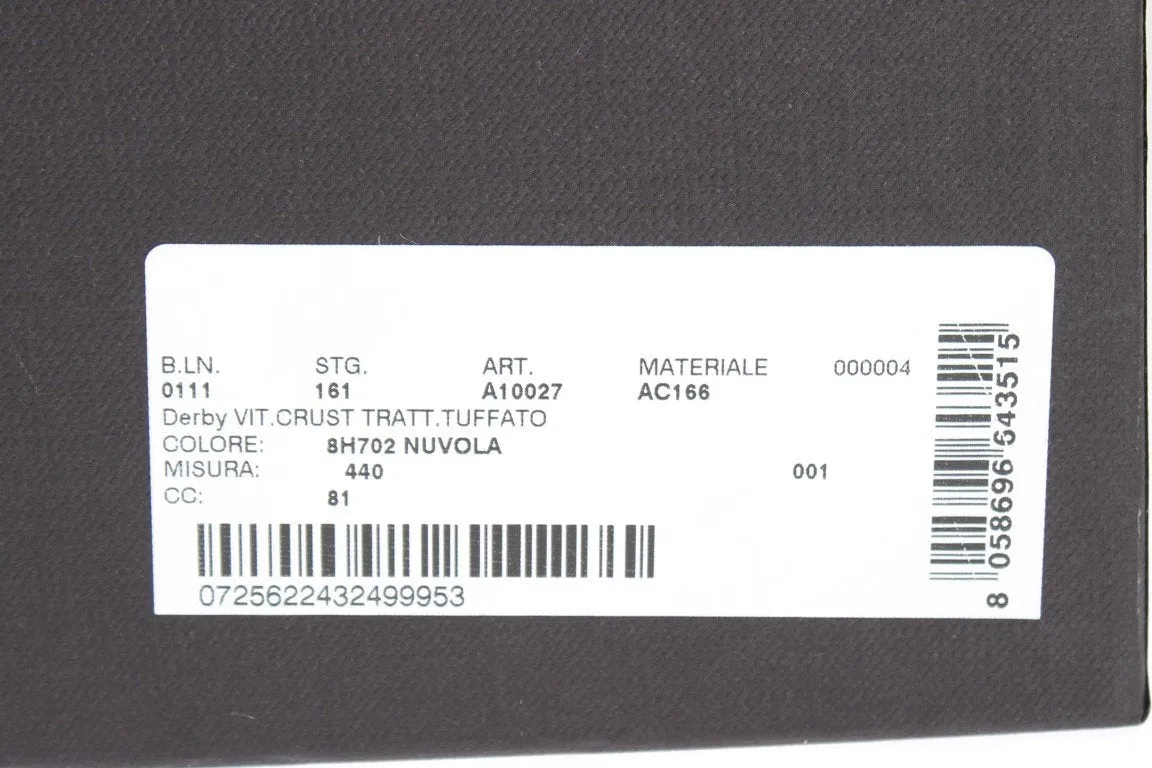 B.LN. STG. ART. MATERIALE 000004
0111 161 A10027 AC166
Derby VIT.CRUST TRATT.TUFFATO
COLORE: 8H702 NUVOLA
MISURA: 440 001
CC: 81
0725622432499953
8 058696 643515